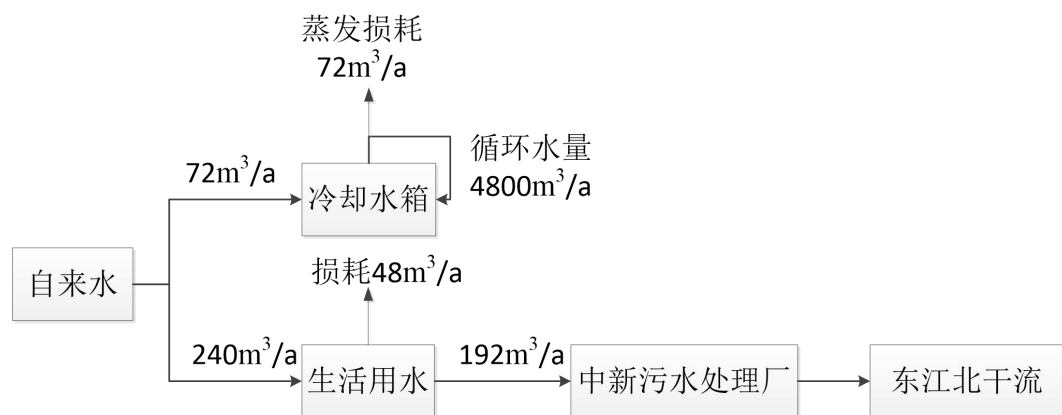 蒸发损耗
72m³/a
循环水量
4800m³/a
72m³/a
冷却水箱
自来水
损耗48m³/a
240m³/a
生活用水
192m³/a
中新污水处理厂
东江北干流